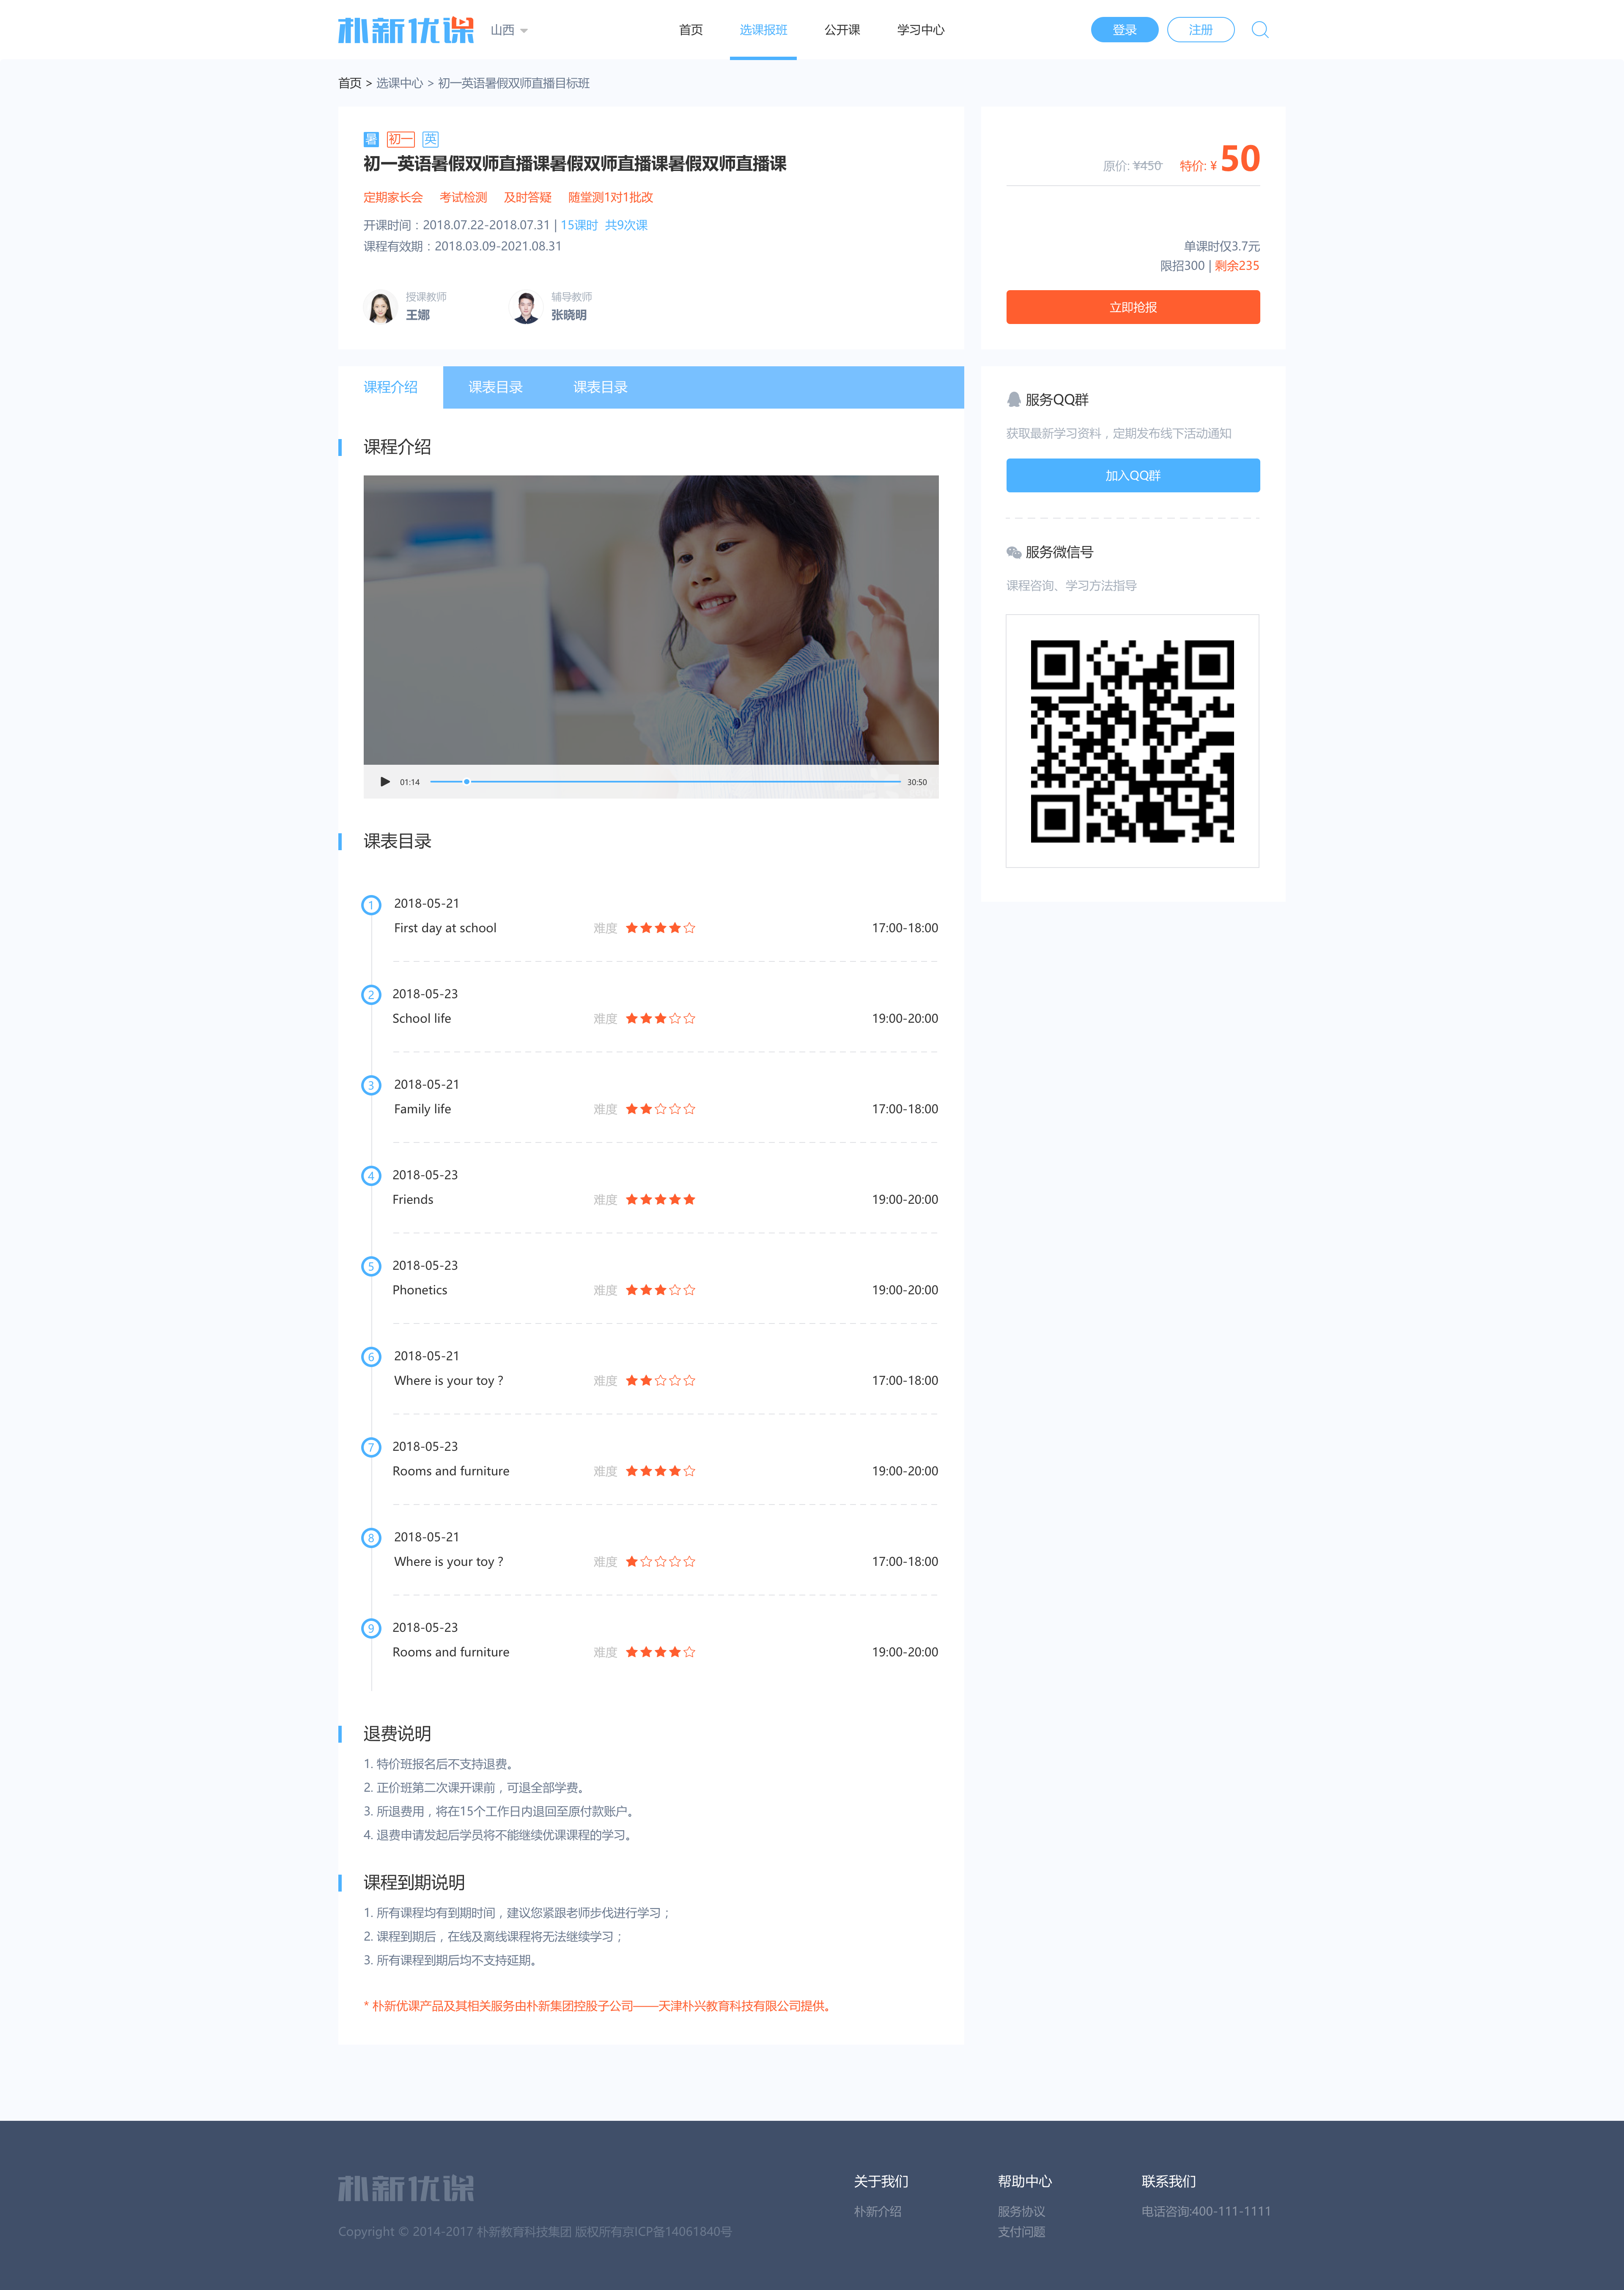 朴新优课 山西 首页 选课报班 公开课 学习中心 登录 注册
首页 > 选课中心 > 初一英语暑假双师直播目标班
暑 初一 英
初一英语暑假双师直播课暑假双师直播课暑假双师直播课
定期家长会 考试检测 及时答疑 随堂测1对1批改
开课时间：2018.07.22-2018.07.31 | 15课时 共9次课
课程有效期：2018.03.09-2021.08.31
授课教师
王娜
辅导教师
张晓明
原价: ¥450 特价: ¥ 50
单课时仅3.7元
限招300 | 剩余235
立即抢报
课程介绍 课表目录 课表目录
课程介绍
01:14 30:50
服务QQ群
获取最新学习资料，定期发布线下活动通知
加入QQ群
服务微信号
课程咨询、学习方法指导
课表目录
1 2018-05-21
First day at school 难度 17:00-18:00
2 2018-05-23
School life 难度 19:00-20:00
3 2018-05-21
Family life 难度 17:00-18:00
4 2018-05-23
Friends 难度 19:00-20:00
5 2018-05-23
Phonetics 难度 19:00-20:00
6 2018-05-21
Where is your toy？ 难度 17:00-18:00
7 2018-05-23
Rooms and furniture 难度 19:00-20:00
8 2018-05-21
Where is your toy？ 难度 17:00-18:00
9 2018-05-23
Rooms and furniture 难度 19:00-20:00
退费说明
1. 特价班报名后不支持退费。
2. 正价班第二次课开课前，可退全部学费。
3. 所退费用，将在15个工作日内退回至原付款账户。
4. 退费申请发起后学员将不能继续优课课程的学习。
课程到期说明
1. 所有课程均有到期时间，建议您紧跟老师步伐进行学习；
2. 课程到期后，在线及离线课程将无法继续学习；
3. 所有课程到期后均不支持延期。
* 朴新优课产品及其相关服务由朴新集团控股子公司——天津朴兴教育科技有限公司提供。
朴新优课
Copyright © 2014-2017 朴新教育科技集团 版权所有京ICP备14061840号
关于我们
朴新介绍
帮助中心
服务协议
支付问题
联系我们
电话咨询:400-111-1111